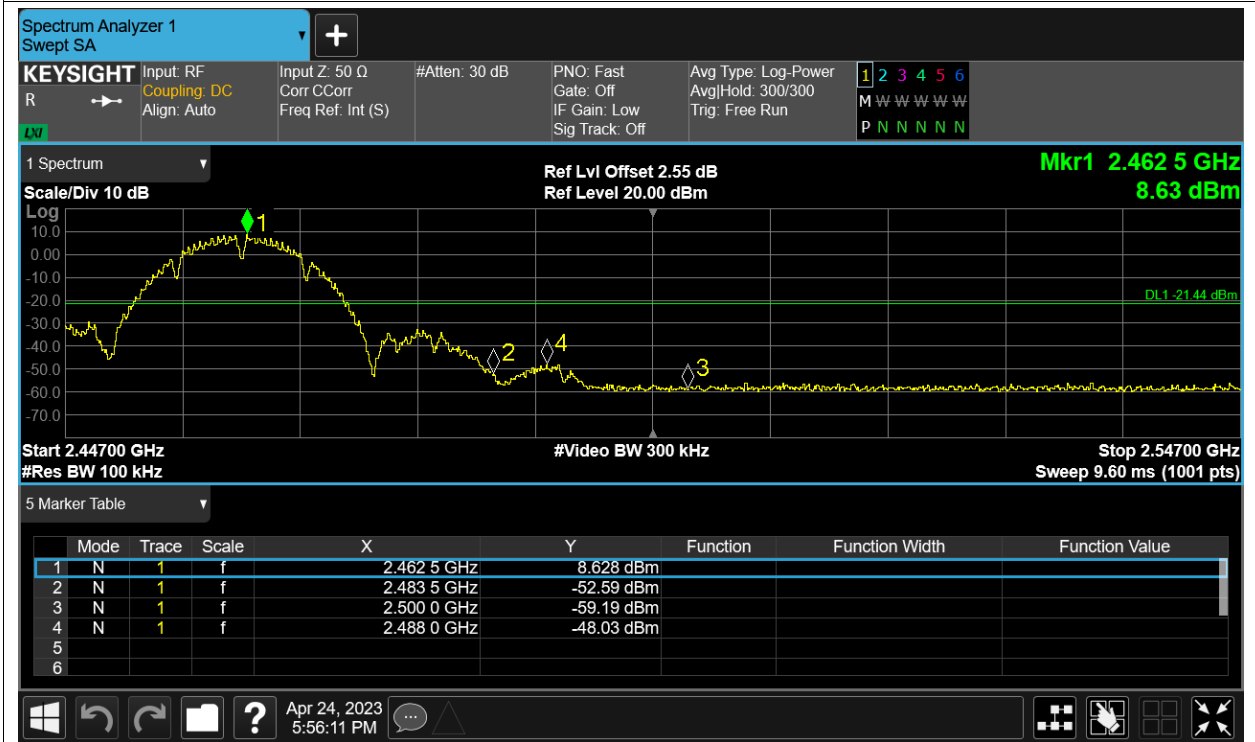 Spectrum Analyzer 1
Swept SA
+
KEYSIGHT Input: RF Input Z: 50 Ω #Atten: 30 dB PNO: Fast Avg Type: Log-Power 1 2 3 4 5 6
R Coupling: DC Corr CCorr Gate: Off Avg|Hold: 300/300 M W W W W W W
Align: Auto Freq Ref: Int (S) IF Gain: Low Trig: Free Run P N N N N N N
LXI Sig Track: Off
1 Spectrum Ref Lvl Offset 2.55 dB Mkr1 2.462 5 GHz
Scale/Div 10 dB Ref Level 20.00 dBm 8.63 dBm
Log
1
10.0
0.00
-10.0
-20.0 DL1 -21.44 dBm
-30.0
-40.0 4
2
-50.0 3
-60.0
-70.0
Start 2.44700 GHz #Video BW 300 kHz Stop 2.54700 GHz
#Res BW 100 kHz Sweep 9.60 ms (1001 pts)
5 Marker Table
Mode Trace Scale X Y Function Function Width Function Value
1 N 1 f 2.462 5 GHz 8.628 dBm
2 N 1 f 2.483 5 GHz -52.59 dBm
3 N 1 f 2.500 0 GHz -59.19 dBm
4 N 1 f 2.488 0 GHz -48.03 dBm
5
6
? Apr 24, 2023
5:56:11 PM